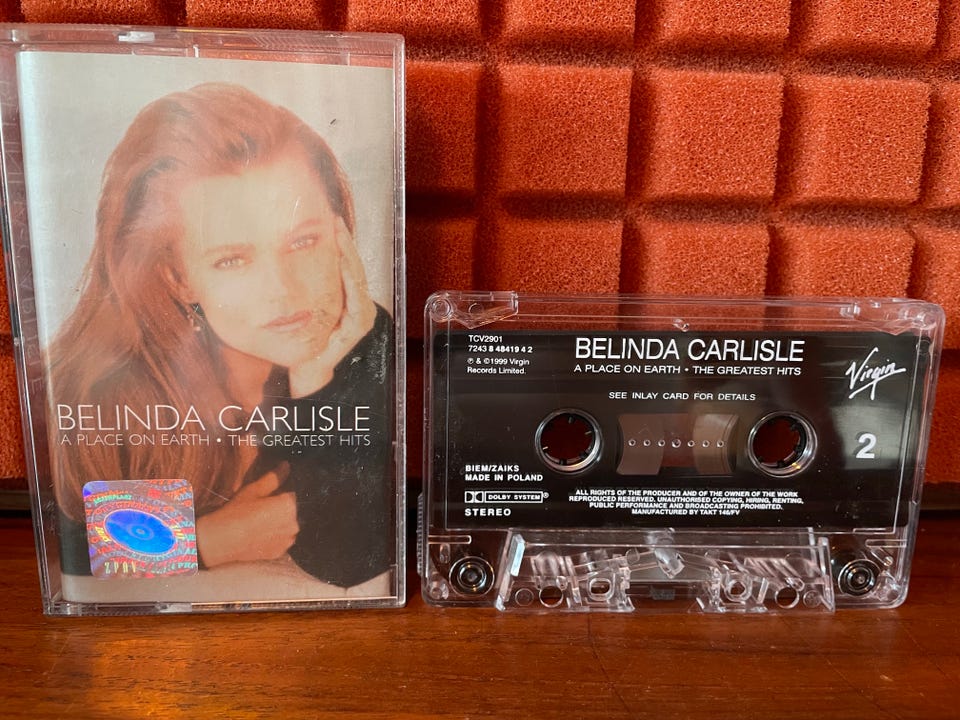 BELINDA CARLISLE
A PLACE ON EARTH • THE GREATEST HITS
ZPAV
TCV2901
7243 8 48419 4 2
℗ & ©1999 Virgin
Records Limited.
BELINDA CARLISLE
A PLACE ON EARTH • THE GREATEST HITS
SEE INLAY CARD FOR DETAILS
Virgin
2
BIEM/ZAIKS
MADE IN POLAND
DOLBY SYSTEM®
STEREO
ALL RIGHTS OF THE PRODUCER AND OF THE OWNER OF THE WORK
REPRODUCED RESERVED. UNAUTHORISED COPYING, HIRING, RENTING,
PUBLIC PERFORMANCE AND BROADCASTING PROHIBITED.
MANUFACTURED BY TAKT 146/FV